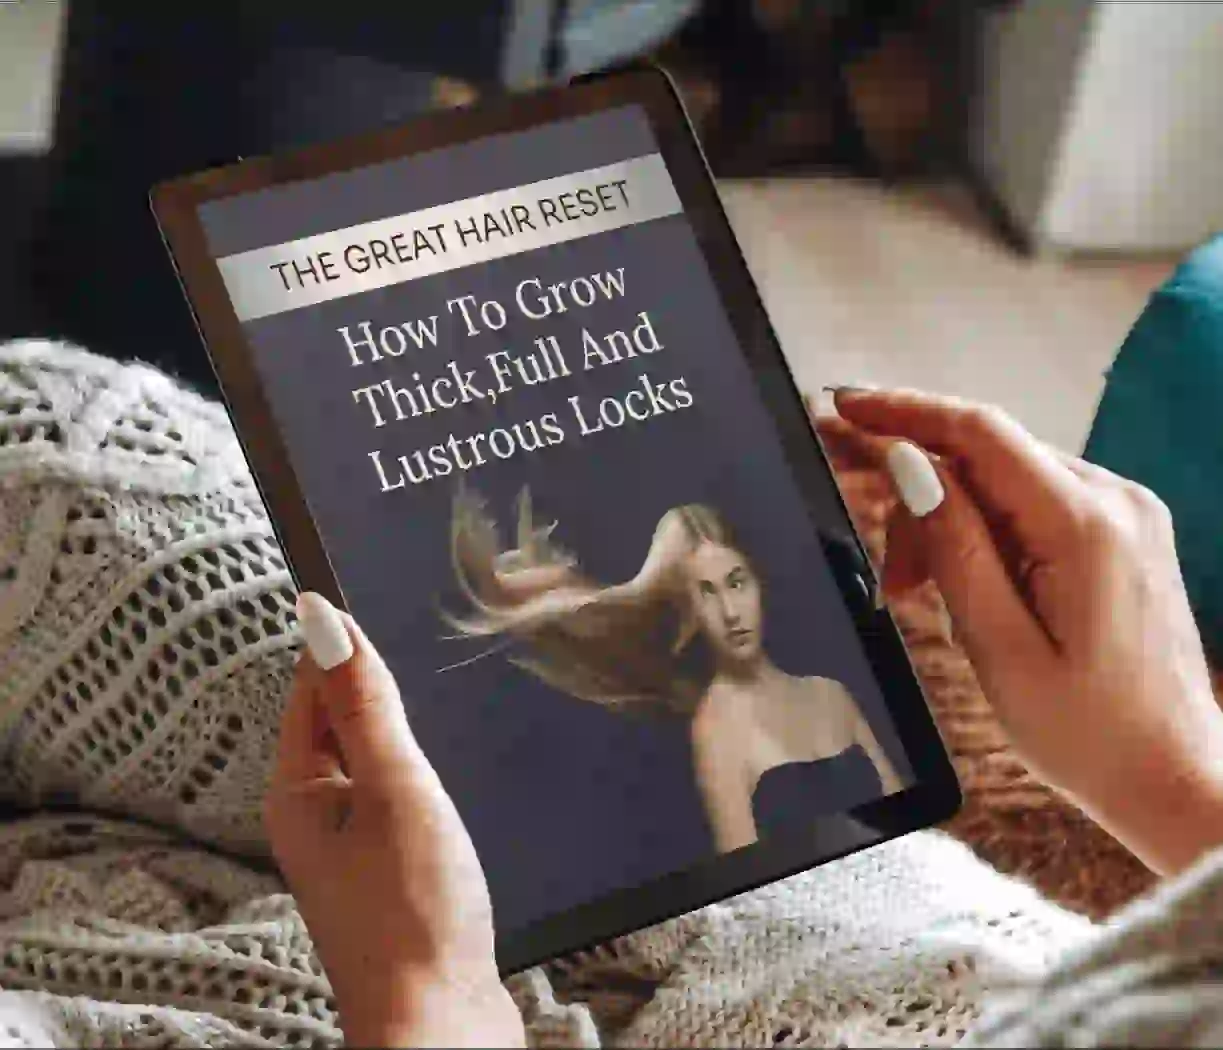 THE GREAT HAIR RESET
How To Grow
Thick,Full And
Lustrous Locks